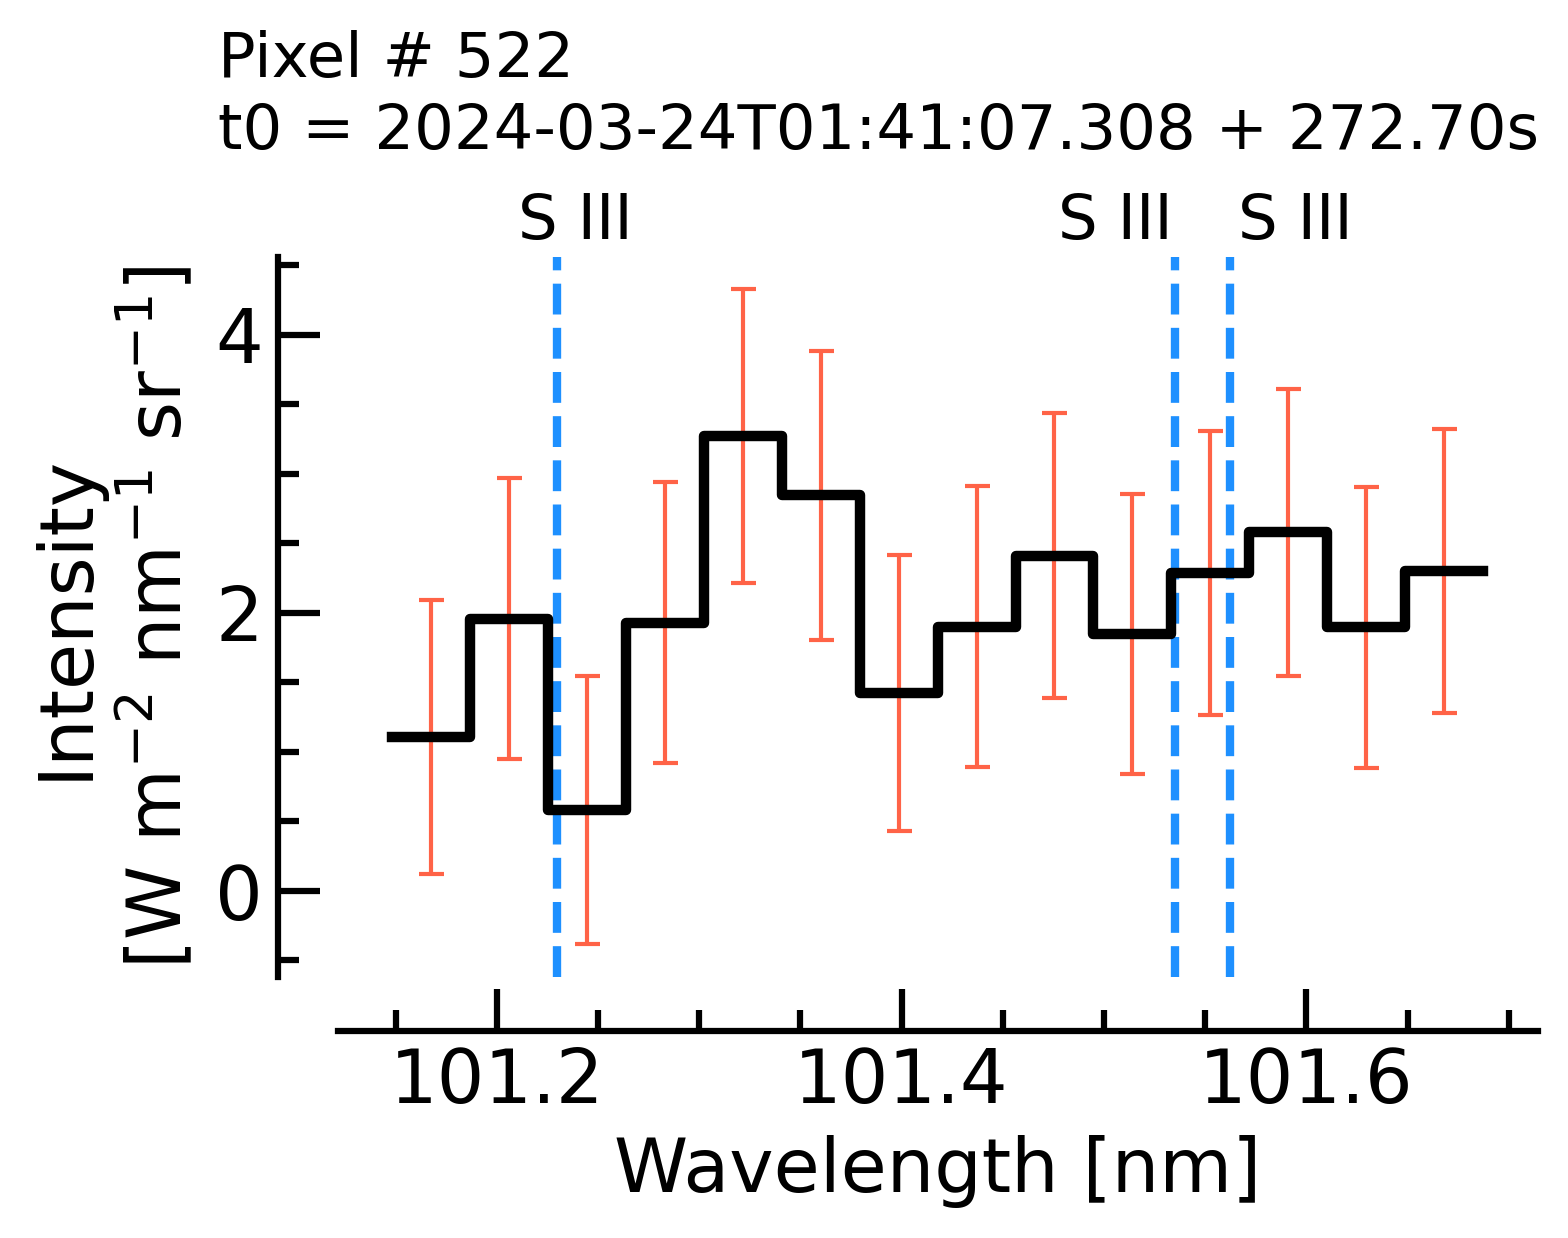 Pixel # 522
t0 = 2024-03-24T01:41:07.308 + 272.70s
S III S III S III
Intensity
[W m⁻² nm⁻¹ sr⁻¹]
4
2
0
101.2 101.4 101.6
Wavelength [nm]